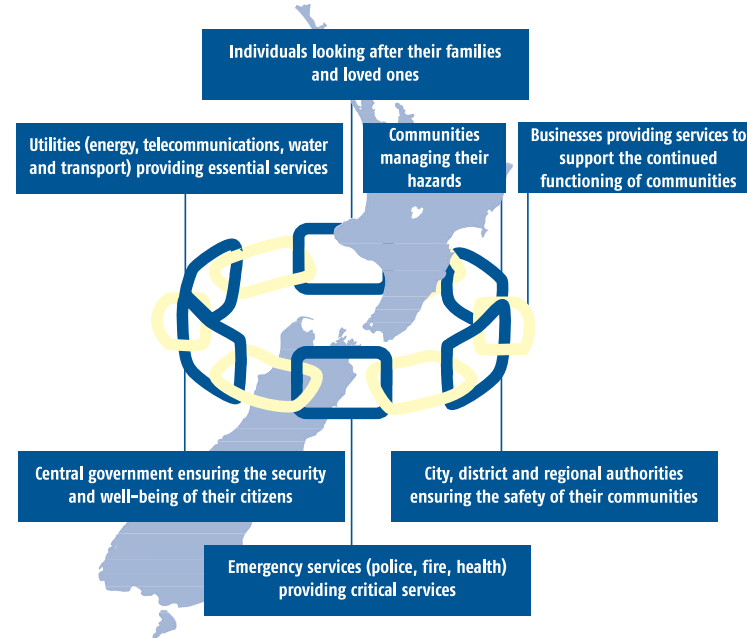 Individuals looking after their families
and loved ones
Utilities (energy, telecommunications, water
and transport) providing essential services
Communities
managing their
hazards
Businesses providing services to
support the continued
functioning of communities
Central government ensuring the security
and well-being of their citizens
City, district and regional authorities
ensuring the safety of their communities
Emergency services (police, fire, health)
providing critical services